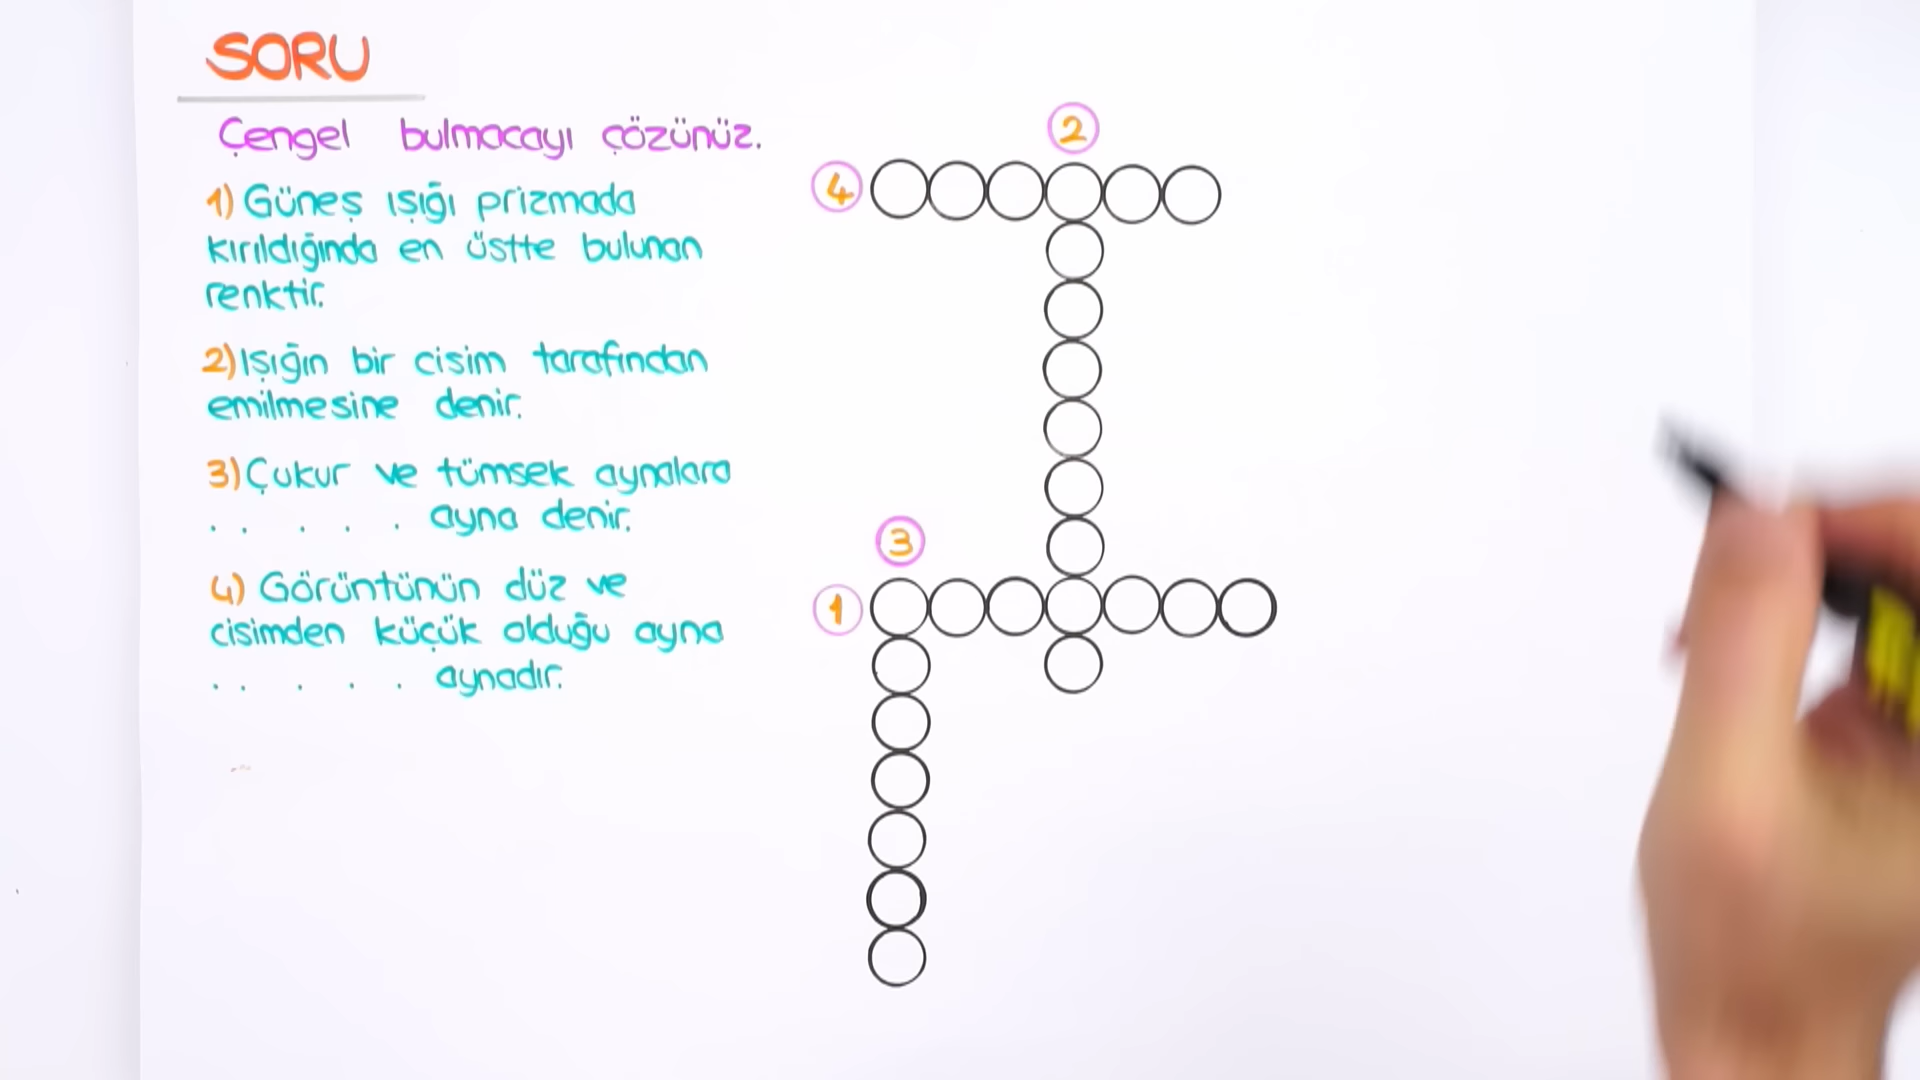 SORU
Çengel bulmacayı çözünüz.
1) Güneş ışığı prizmada
kırıldığında en üstte bulunan
renktir.
2) Işığın bir cisim tarafından
emilmesine denir.
3) Çukur ve tümsek aynalara
. . . . . ayna denir.
4) Görüntünün düz ve
cisimden küçük olduğu ayna
. . . . . aynadır.
2
4
3
1